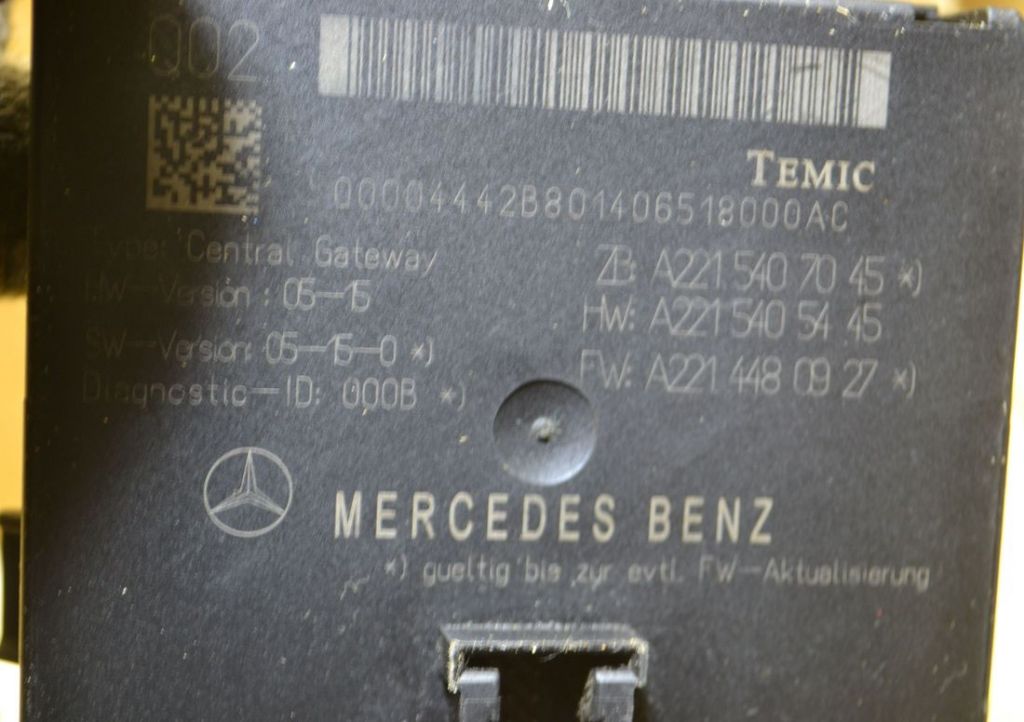 002
TEMIC
00004442B801406518000AC
Type: Central Gateway
HW-Version: 05-15
SW-Version: 05-15-0 *)
Diagnostic-ID: 000B *)
ZB: A221 540 70 45 *)
HW: A221 540 54 45
FW: A221 448 09 27 *)
MERCEDES BENZ
*) gueltig bis zur evtl. FW-Aktualisierung